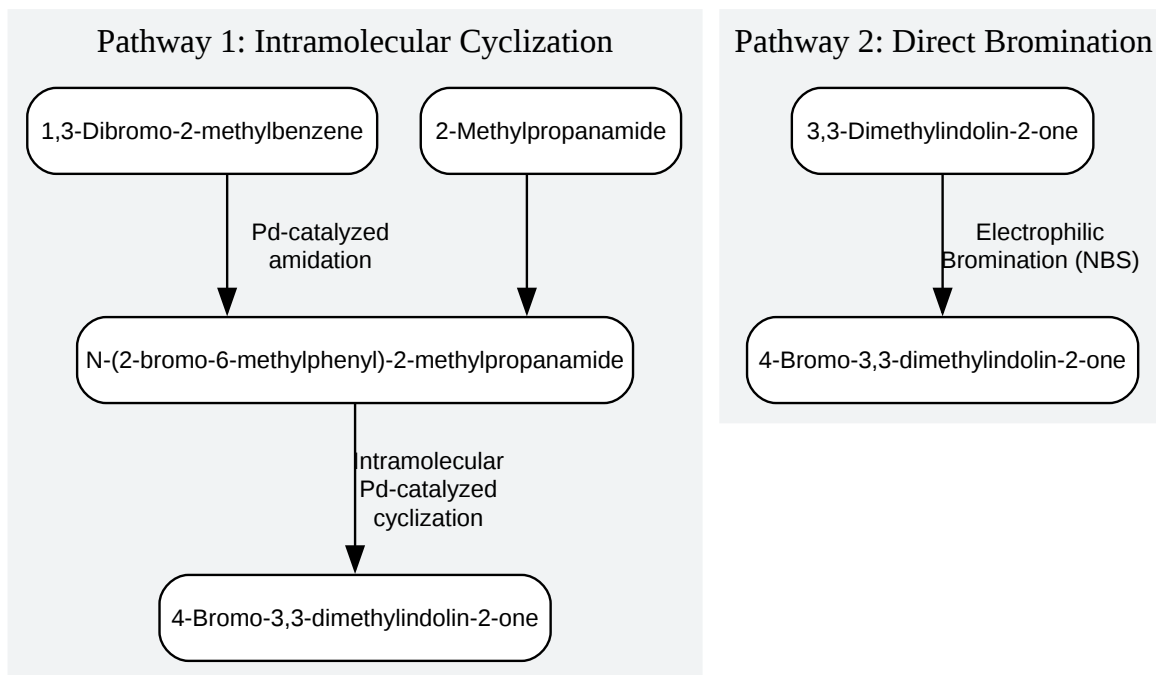 Pathway 1: Intramolecular Cyclization
1,3-Dibromo-2-methylbenzene
2-Methylpropanamide
Pd-catalyzed
amidation
N-(2-bromo-6-methylphenyl)-2-methylpropanamide
Intramolecular
Pd-catalyzed
cyclization
4-Bromo-3,3-dimethylindolin-2-one
Pathway 2: Direct Bromination
3,3-Dimethylindolin-2-one
Electrophilic
Bromination (NBS)
4-Bromo-3,3-dimethylindolin-2-one